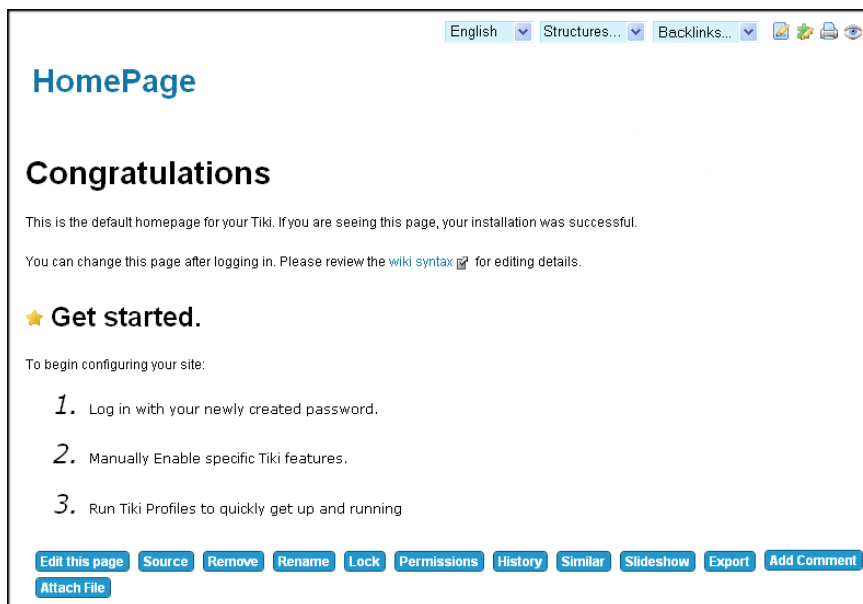 English Structures... Backlinks...
HomePage
Congratulations
This is the default homepage for your Tiki. If you are seeing this page, your installation was successful.
You can change this page after logging in. Please review the wiki syntax for editing details.
Get started.
To begin configuring your site:
1. Log in with your newly created password.
2. Manually Enable specific Tiki features.
3. Run Tiki Profiles to quickly get up and running
Edit this page Source Remove Rename Lock Permissions History Similar Slideshow Export Add Comment
Attach File